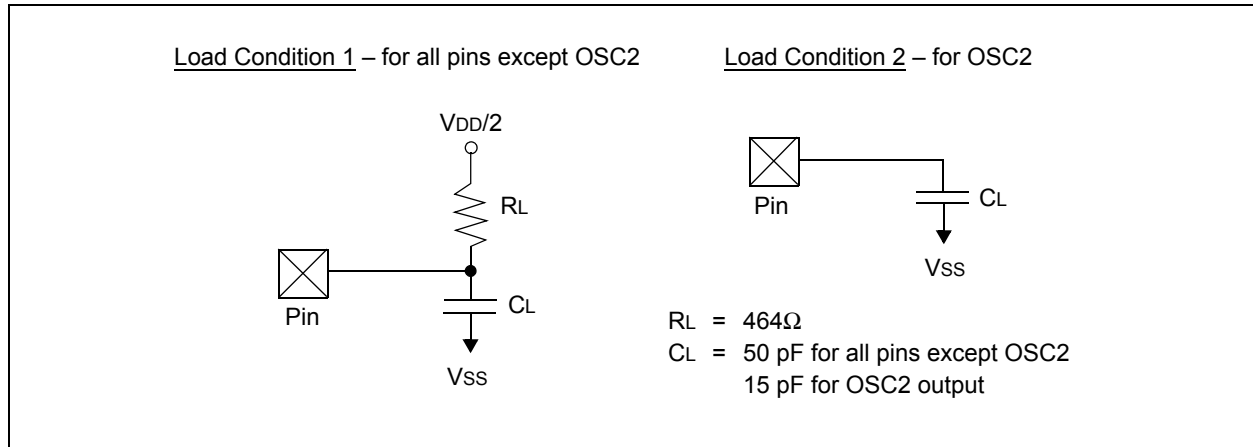 Load Condition 1 – for all pins except OSC2
Load Condition 2 – for OSC2
VDD/2
RL
Pin
CL
VSS
Pin
CL
VSS
RL = 464Ω
CL = 50 pF for all pins except OSC2
15 pF for OSC2 output